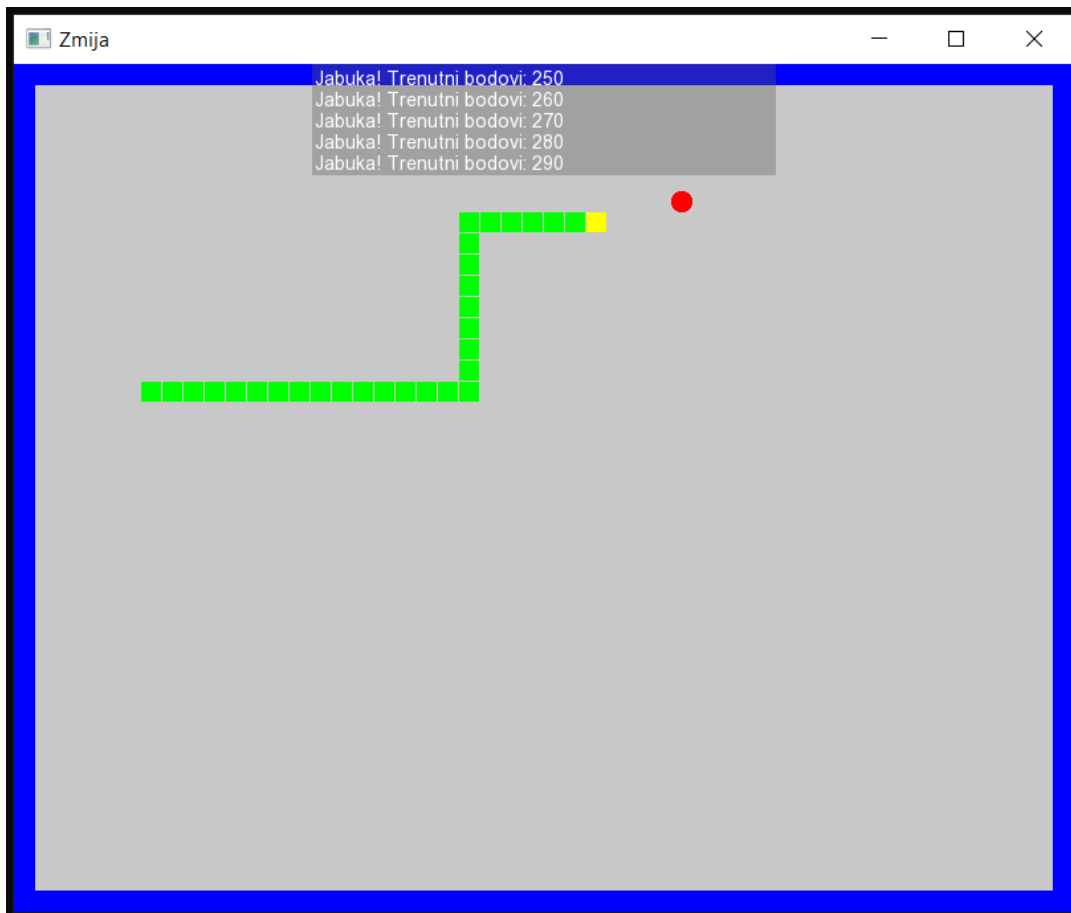 Zmija
Jabuka! Trenutni bodovi: 250
Jabuka! Trenutni bodovi: 260
Jabuka! Trenutni bodovi: 270
Jabuka! Trenutni bodovi: 280
Jabuka! Trenutni bodovi: 290